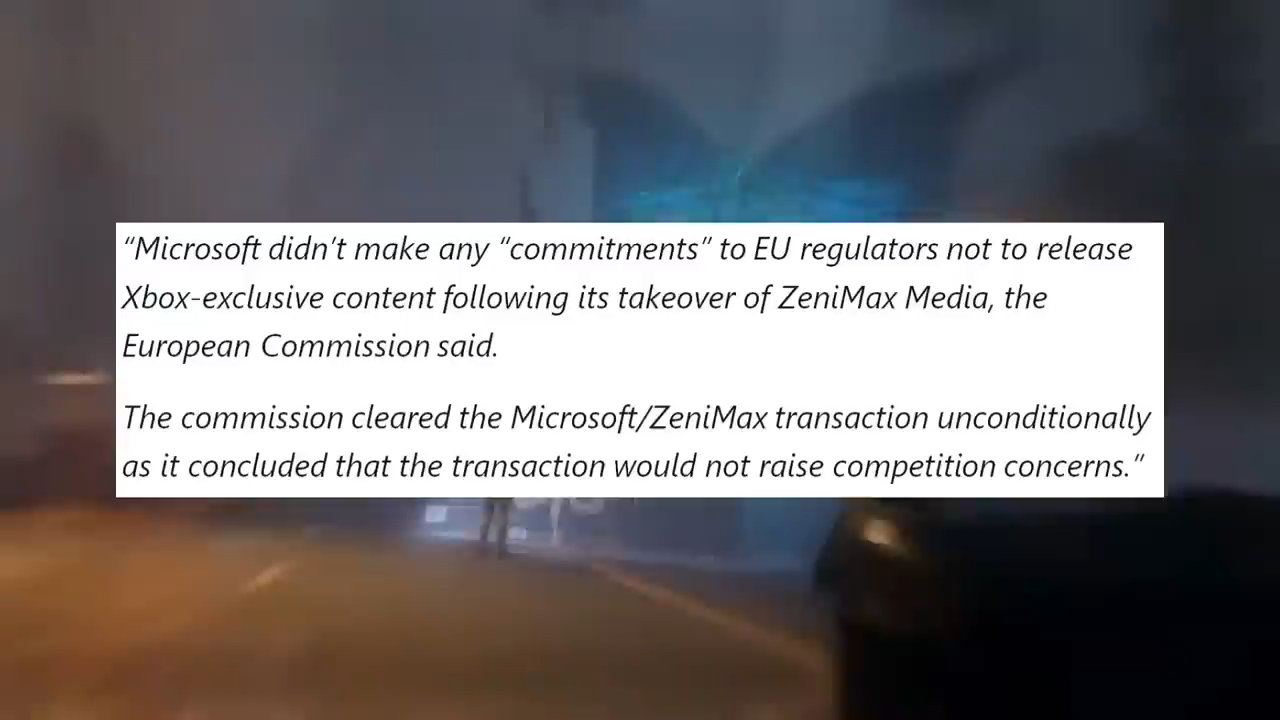 “Microsoft didn’t make any “commitments” to EU regulators not to release
Xbox-exclusive content following its takeover of ZeniMax Media, the
European Commission said.
The commission cleared the Microsoft/ZeniMax transaction unconditionally
as it concluded that the transaction would not raise competition concerns.”